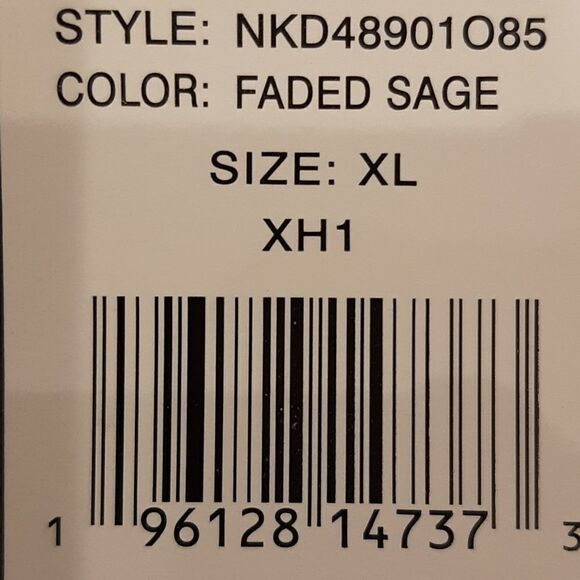 STYLE: NKD48901O85
COLOR: FADED SAGE
SIZE: XL
XH1
1 96128 14737 3